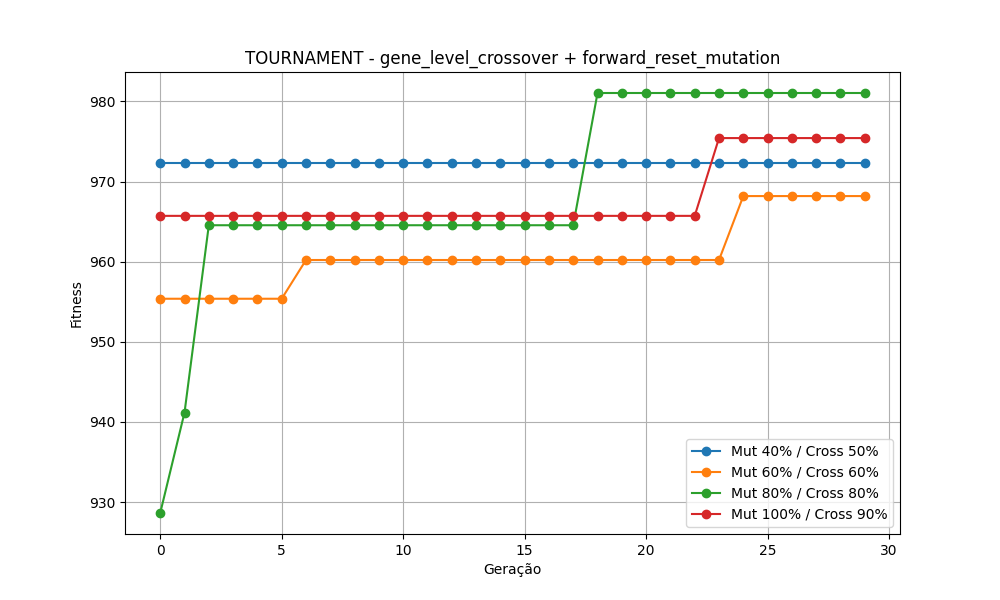 TOURNAMENT - gene_level_crossover + forward_reset_mutation
Fitness
980
970
960
950
940
930
0
5
10
15
20
25
30
Geração
Mut 40% / Cross 50%
Mut 60% / Cross 60%
Mut 80% / Cross 80%
Mut 100% / Cross 90%